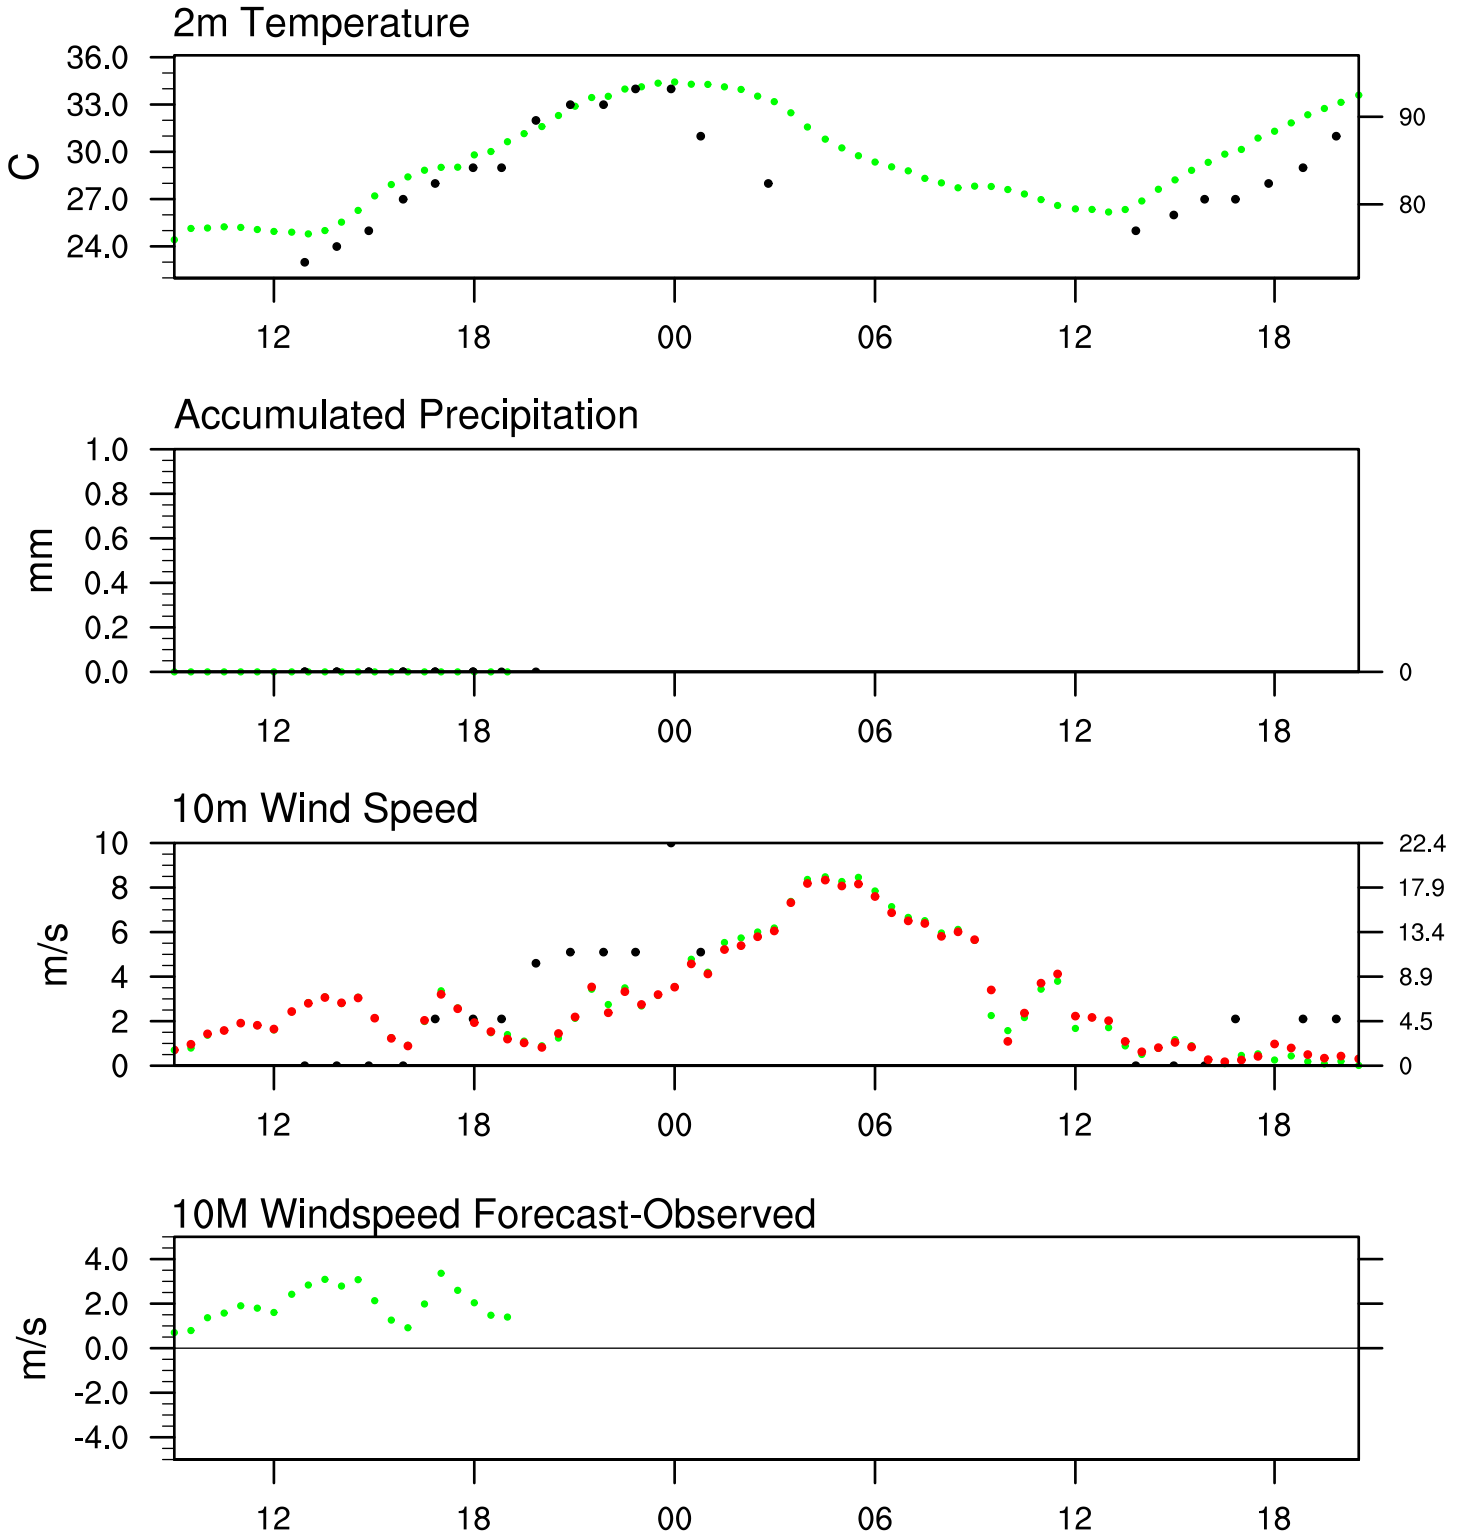 2m Temperature
36.0
33.0
30.0
27.0
24.0
C
90
80
12 18 00 06 12 18
Accumulated Precipitation
1.0
0.8
0.6
0.4
0.2
0.0
mm
0
12 18 00 06 12 18
10m Wind Speed
10
8
6
4
2
0
m/s
22.4
17.9
13.4
8.9
4.5
0
12 18 00 06 12 18
10M Windspeed Forecast-Observed
4.0
2.0
0.0
-2.0
-4.0
m/s
12 18 00 06 12 18